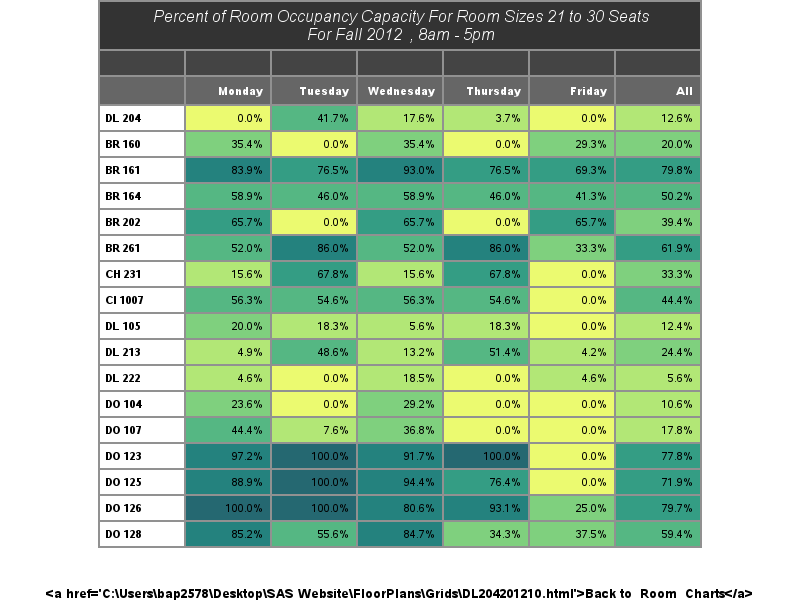 Percent of Room Occupancy Capacity For Room Sizes 21 to 30 Seats
For Fall 2012 , 8am - 5pm
Monday Tuesday Wednesday Thursday Friday All
DL 204 0.0% 41.7% 17.6% 3.7% 0.0% 12.6%
BR 160 35.4% 0.0% 35.4% 0.0% 29.3% 20.0%
BR 161 83.9% 76.5% 93.0% 76.5% 69.3% 79.8%
BR 164 58.9% 46.0% 58.9% 46.0% 41.3% 50.2%
BR 202 65.7% 0.0% 65.7% 0.0% 65.7% 39.4%
BR 261 52.0% 86.0% 52.0% 86.0% 33.3% 61.9%
CH 231 15.6% 67.8% 15.6% 67.8% 0.0% 33.3%
CI 1007 56.3% 54.6% 56.3% 54.6% 0.0% 44.4%
DL 105 20.0% 18.3% 5.6% 18.3% 0.0% 12.4%
DL 213 4.9% 48.6% 13.2% 51.4% 4.2% 24.4%
DL 222 4.6% 0.0% 18.5% 0.0% 4.6% 5.6%
DO 104 23.6% 0.0% 29.2% 0.0% 0.0% 10.6%
DO 107 44.4% 7.6% 36.8% 0.0% 0.0% 17.8%
DO 123 97.2% 100.0% 91.7% 100.0% 0.0% 77.8%
DO 125 88.9% 100.0% 94.4% 76.4% 0.0% 71.9%
DO 126 100.0% 100.0% 80.6% 93.1% 25.0% 79.7%
DO 128 85.2% 55.6% 84.7% 34.3% 37.5% 59.4%
<a href='C:\Users\bap2578\Desktop\SAS Website\FloorPlans\Grids\DL204201210.html'>Back to Room Charts</a>